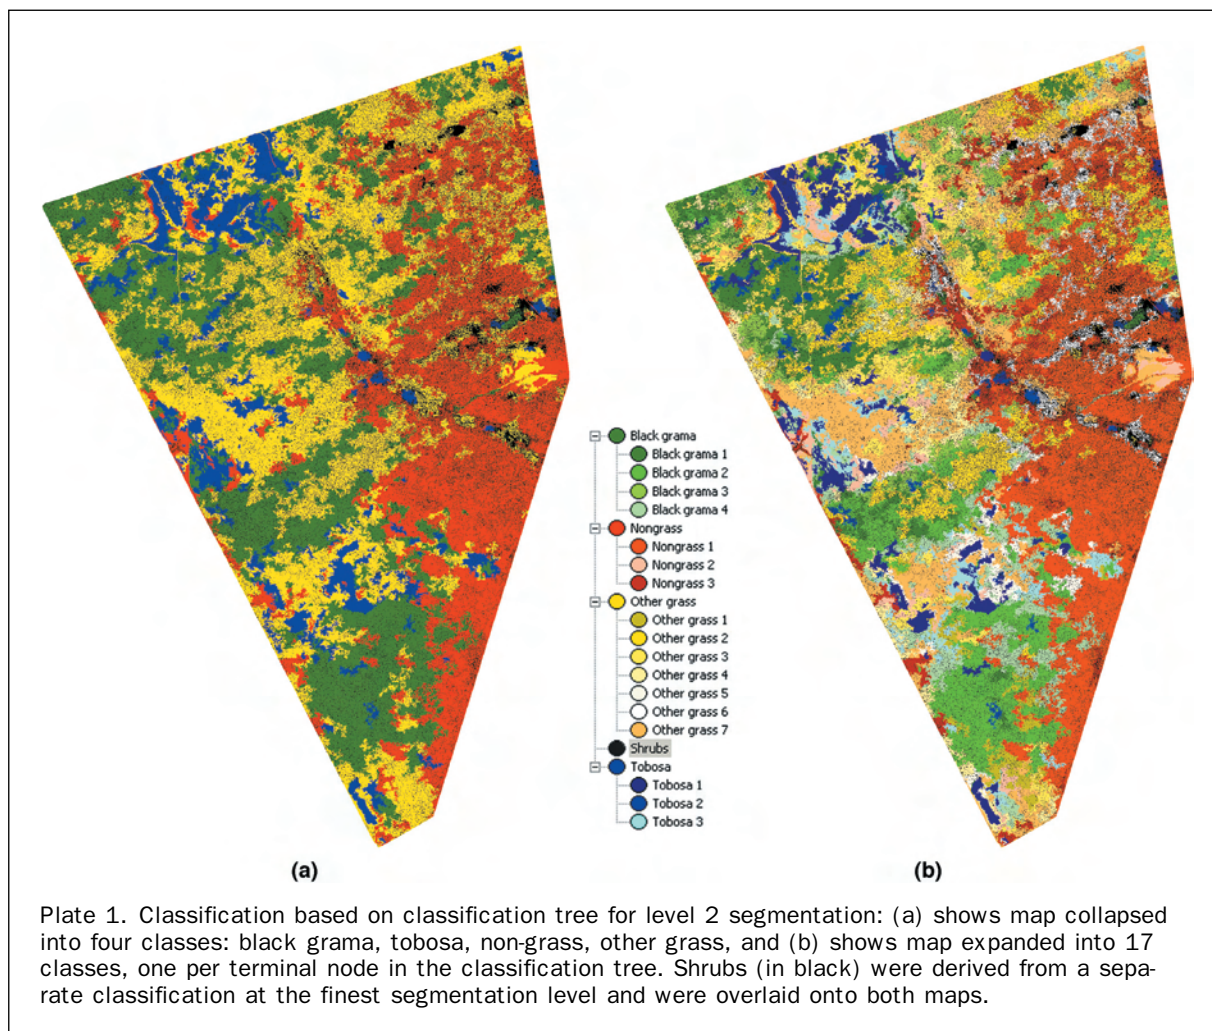 Black grama
Black grama 1
Black grama 2
Black grama 3
Black grama 4
Nongrass
Nongrass 1
Nongrass 2
Nongrass 3
Other grass
Other grass 1
Other grass 2
Other grass 3
Other grass 4
Other grass 5
Other grass 6
Other grass 7
Shrubs
Tobosa
Tobosa 1
Tobosa 2
Tobosa 3
(a)
(b)
Plate 1. Classification based on classification tree for level 2 segmentation: (a) shows map collapsed
into four classes: black grama, tobosa, non-grass, other grass, and (b) shows map expanded into 17
classes, one per terminal node in the classification tree. Shrubs (in black) were derived from a sepa-
rate classification at the finest segmentation level and were overlaid onto both maps.